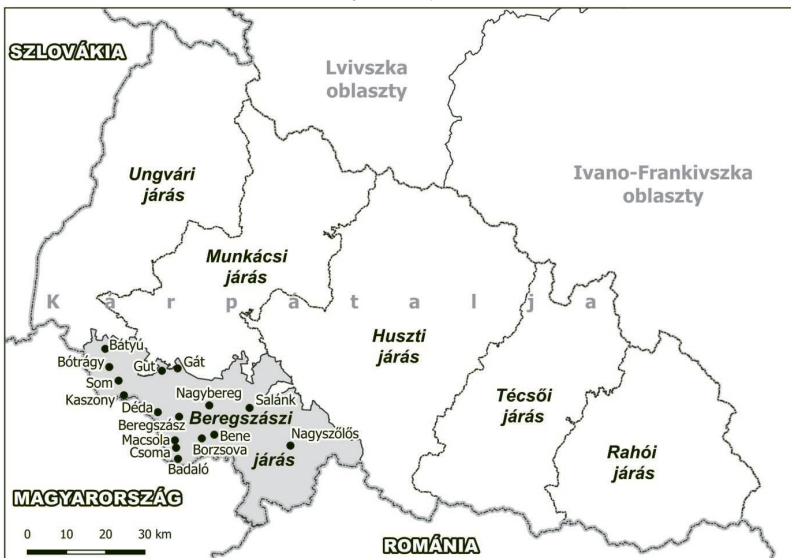 SZLOVÁKIA
Lvivszka
oblaszty
Ivano-Frankivszka
oblaszty
Ungvári
járás
Munkácsi
járás
Kárpátalja
Huszti
járás
Técsői
járás
Rahói
járás
Bátyú
Bótrágy
Gút
Gát
Som
Kaszony
Déda
Nagybereg
Salánk
Beregszászi
járás
Beregszász
Macsola
Bene
Borzsova
Nagyszőlős
Csoma
Badaló
MAGYARORSZÁG
ROMÁNIA
0 10 20 30 km